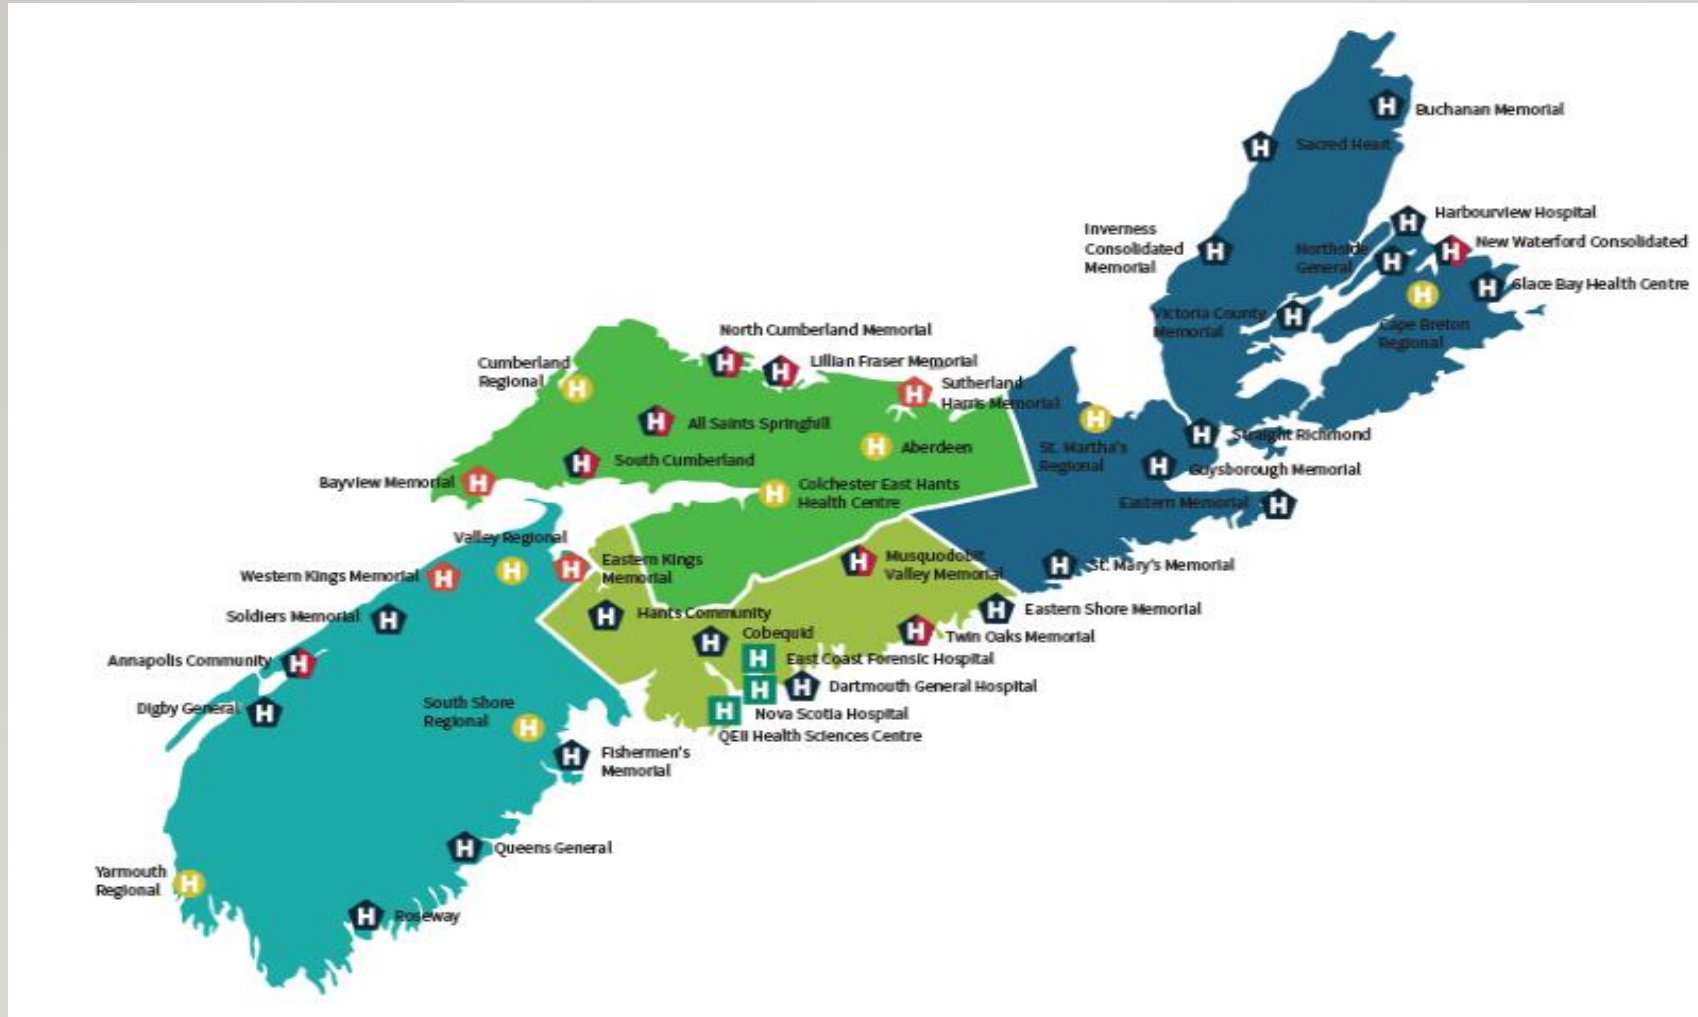 Buchanan Memorial
Sacred Heart
Harbourview Hospital
Inverness
Consolidated
Memorial
New Waterford Consolidated
Northside
General
Glace Bay Health Centre
Victoria County
Memorial
Cape Breton
Regional
North Cumberland Memorial
Cumberland
Regional
Lillian Fraser Memorial
Sutherland
Harris Memorial
All Saints Springhill
Aberdeen
St. Martha's
Regional
Straight Richmond
South Cumberland
Guysborough Memorial
Bayview Memorial
Colchester East Hants
Health Centre
Eastern Memorial
Valley Regional
Eastern Kings
Memorial
Musquodobit
Valley Memorial
St. Mary's Memorial
Western Kings Memorial
Soldiers Memorial
Hants Community
Eastern Shore Memorial
Cobequid
Twin Oaks Memorial
Annapolis Community
East Coast Forensic Hospital
Dartmouth General Hospital
Digby General
South Shore
Regional
Nova Scotia Hospital
QEII Health Sciences Centre
Fishermen's
Memorial
Queens General
Yarmouth
Regional
Roseway